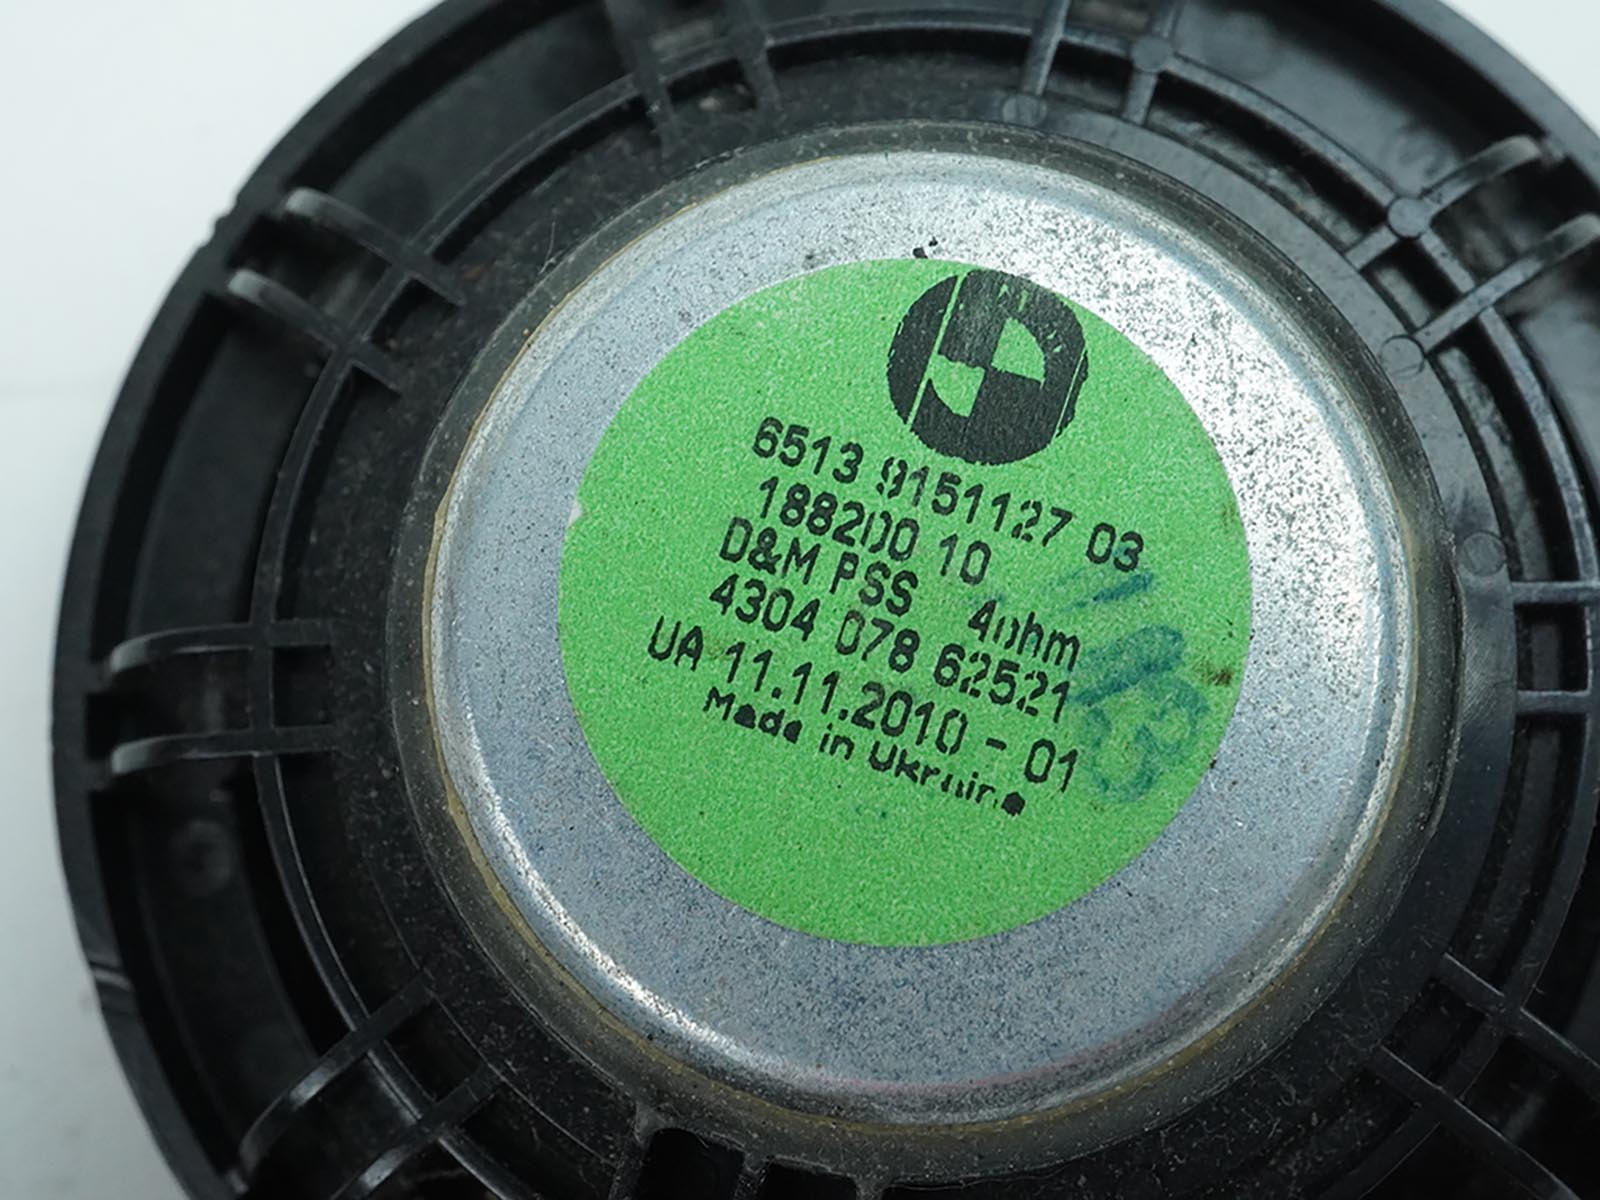 6513 9151127 03
188200 10
D&M PSS 4ohm
4304 078 62521
UA 11.11.2010 - 01
Made in Ukraine